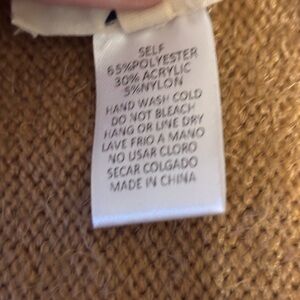 SELF
65%POLYESTER
30% ACRYLIC
5%NYLON
HAND WASH COLD
DO NOT BLEACH
HANG OR LINE DRY
LAVE FRIO A MANO
NO USAR CLORO
SECAR COLGADO
MADE IN CHINA